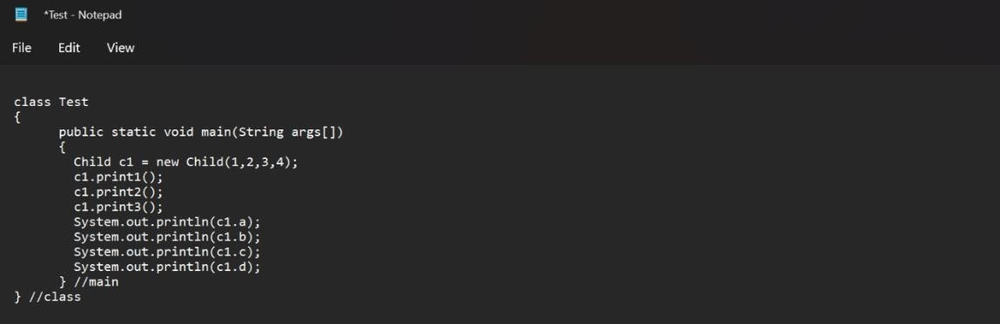 *Test - Notepad
File Edit View
class Test
{
public static void main(String args[])
{
Child c1 = new Child(1,2,3,4);
c1.print1();
c1.print2();
c1.print3();
System.out.println(c1.a);
System.out.println(c1.b);
System.out.println(c1.c);
System.out.println(c1.d);
} //main
} //class